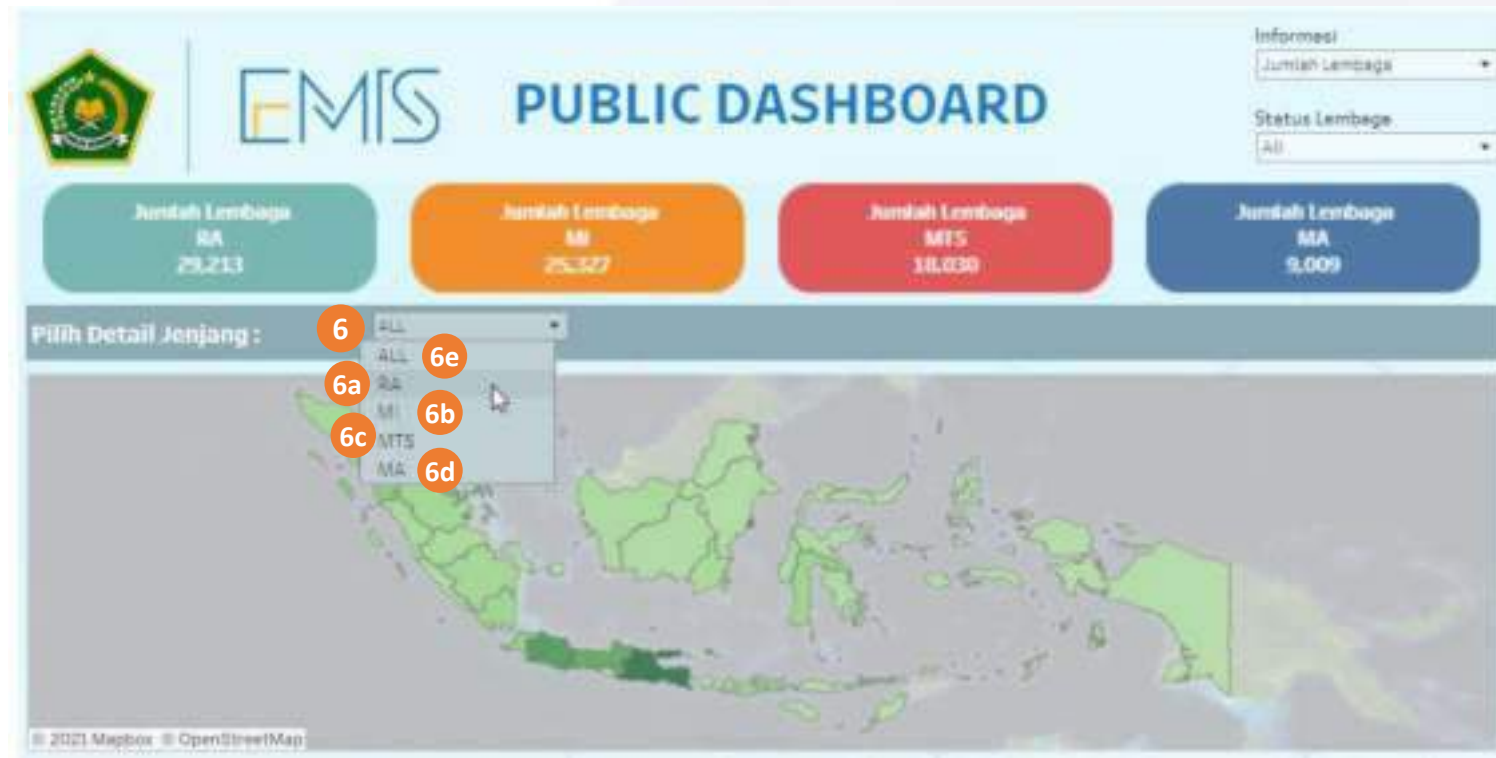 Informasi
Jumlah Lembaga
EMIS
PUBLIC DASHBOARD
Status Lembaga
All
Jumlah Lembaga
RA
29,213
Jumlah Lembaga
MI
25,327
Jumlah Lembaga
MTS
18,030
Jumlah Lembaga
MA
9,009
Pilih Detail Jenjang :
6
ALL
ALL
6e
6a
RA
MI
6b
6c
MTS
MA
6d
© 2021 Mapbox © OpenStreetMap